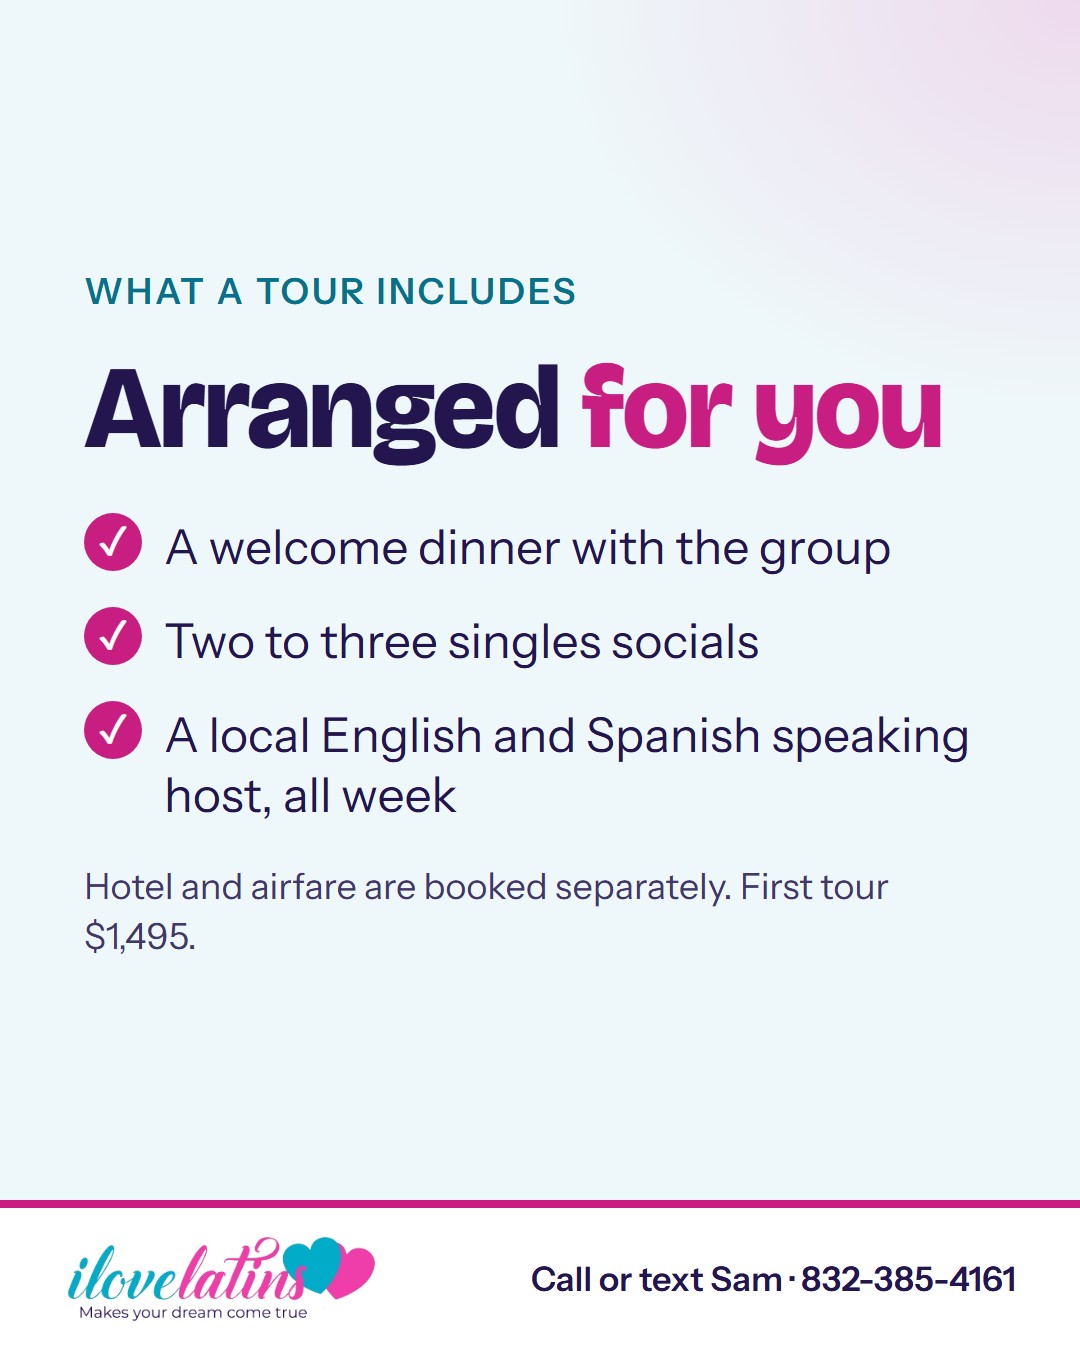 WHAT A TOUR INCLUDES
Arranged for you
A welcome dinner with the group
Two to three singles socials
A local English and Spanish speaking
host, all week
Hotel and airfare are booked separately. First tour
$1,495.
ilovelatins
Makes your dream come true
Call or text Sam · 832-385-4161